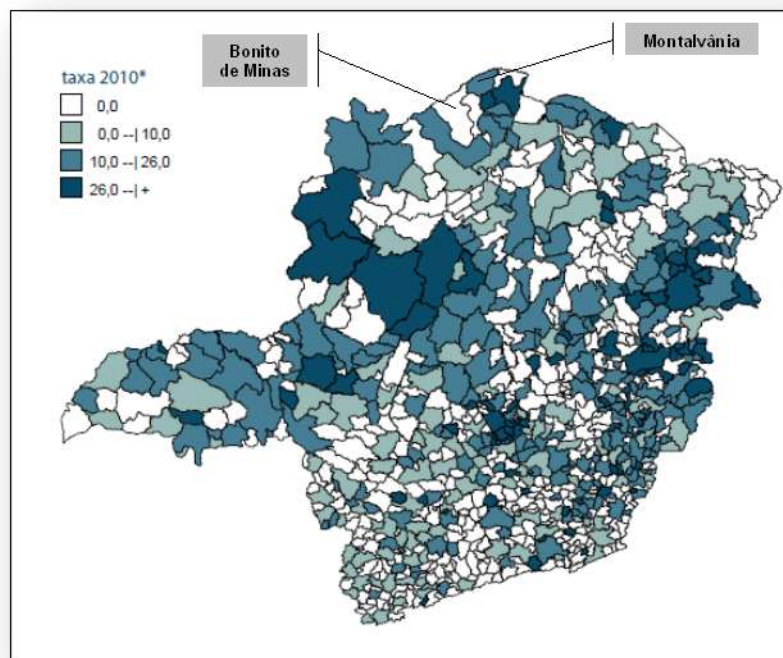 Bonito
de Minas
Montalvânia
taxa 2010*
0,0
0,0 --| 10,0
10,0 --| 26,0
26,0 --| +